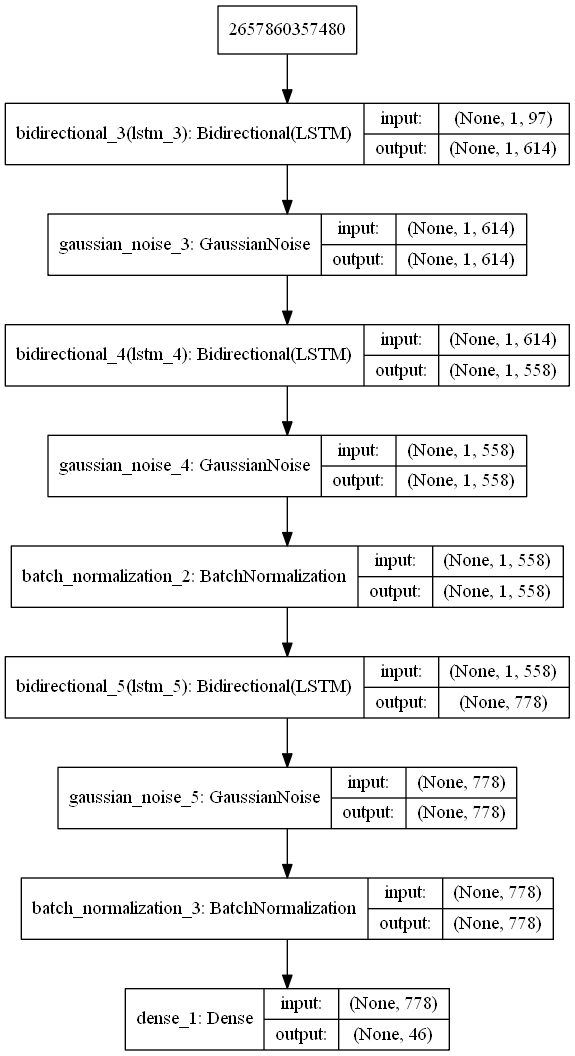 2657860357480
bidirectional_3(lstm_3): Bidirectional(LSTM)
input: (None, 1, 97)
output: (None, 1, 614)
gaussian_noise_3: GaussianNoise
input: (None, 1, 614)
output: (None, 1, 614)
bidirectional_4(lstm_4): Bidirectional(LSTM)
input: (None, 1, 614)
output: (None, 1, 558)
gaussian_noise_4: GaussianNoise
input: (None, 1, 558)
output: (None, 1, 558)
batch_normalization_2: BatchNormalization
input: (None, 1, 558)
output: (None, 1, 558)
bidirectional_5(lstm_5): Bidirectional(LSTM)
input: (None, 1, 558)
output: (None, 778)
gaussian_noise_5: GaussianNoise
input: (None, 778)
output: (None, 778)
batch_normalization_3: BatchNormalization
input: (None, 778)
output: (None, 778)
dense_1: Dense
input: (None, 778)
output: (None, 46)